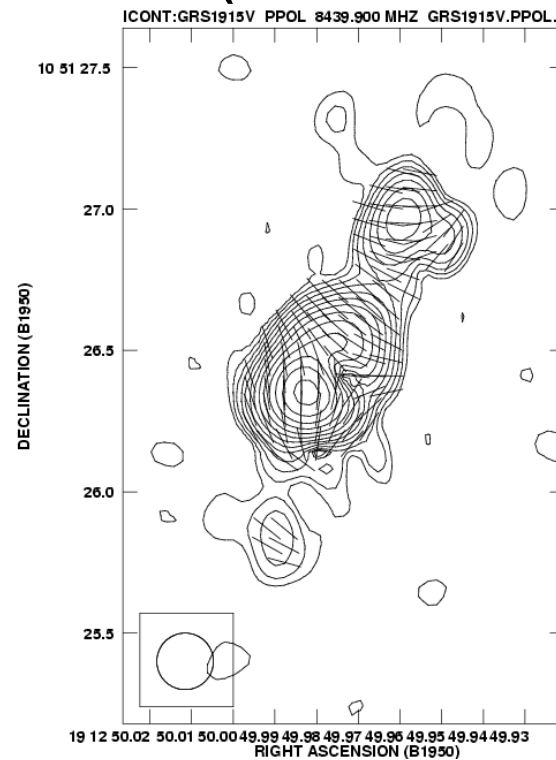 ICONT:GRS1915V PPOL 8439.900 MHZ GRS1915V.PPOL.
10 51 27.5
27.0
26.5
26.0
25.5
DECLINATION (B1950)
19 12 50.02 50.01 50.00 49.99 49.98 49.97 49.96 49.95 49.94 49.93
RIGHT ASCENSION (B1950)